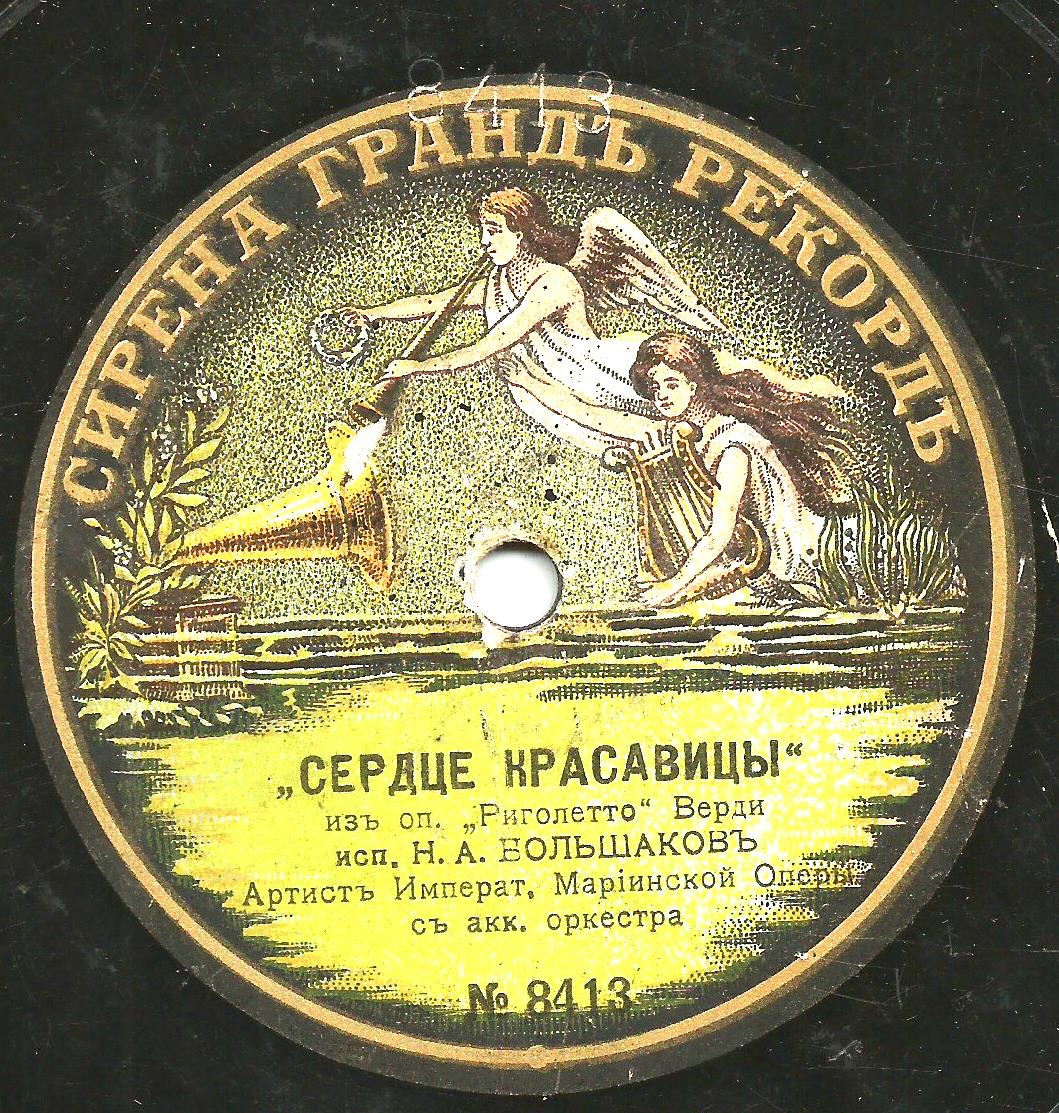 8413
СИРЕНА ГРАНДЪ РЕКОРДЪ
„СЕРДЦЕ КРАСАВИЦЫ“
изъ оп. „Риголетто“ Верди
исп. Н. А. БОЛЬШАКОВЪ
Артистъ Императ. Маріинской Оперы
съ акк. оркестра
№ 8413